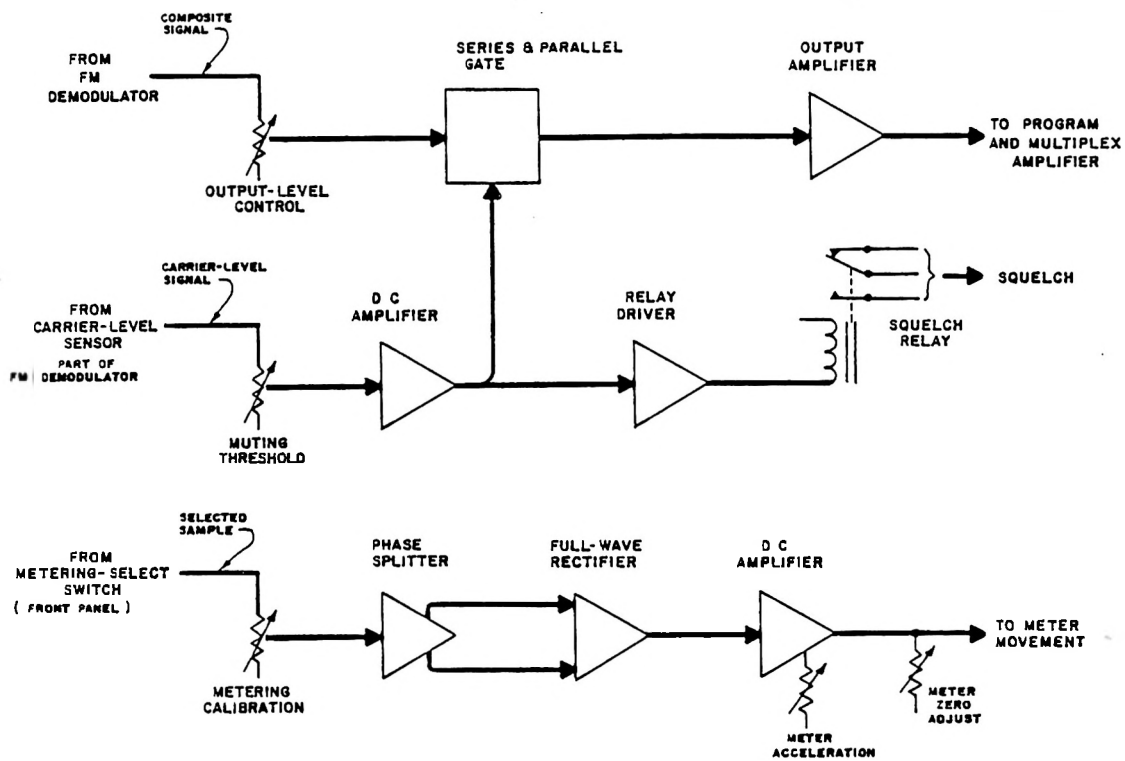 COMPOSITE
SIGNAL
FROM
FM
DEMODULATOR
OUTPUT-LEVEL
CONTROL
SERIES & PARALLEL
GATE
OUTPUT
AMPLIFIER
TO PROGRAM
AND MULTIPLEX
AMPLIFIER
CARRIER-LEVEL
SIGNAL
FROM
CARRIER-LEVEL
SENSOR
PART OF
FM DEMODULATOR
MUTING
THRESHOLD
D C
AMPLIFIER
RELAY
DRIVER
SQUELCH
RELAY
SQUELCH
SELECTED
SAMPLE
FROM
METERING-SELECT
SWITCH
( FRONT PANEL )
METERING
CALIBRATION
PHASE
SPLITTER
FULL-WAVE
RECTIFIER
D C
AMPLIFIER
METER
ACCELERATION
METER
ZERO
ADJUST
TO METER
MOVEMENT